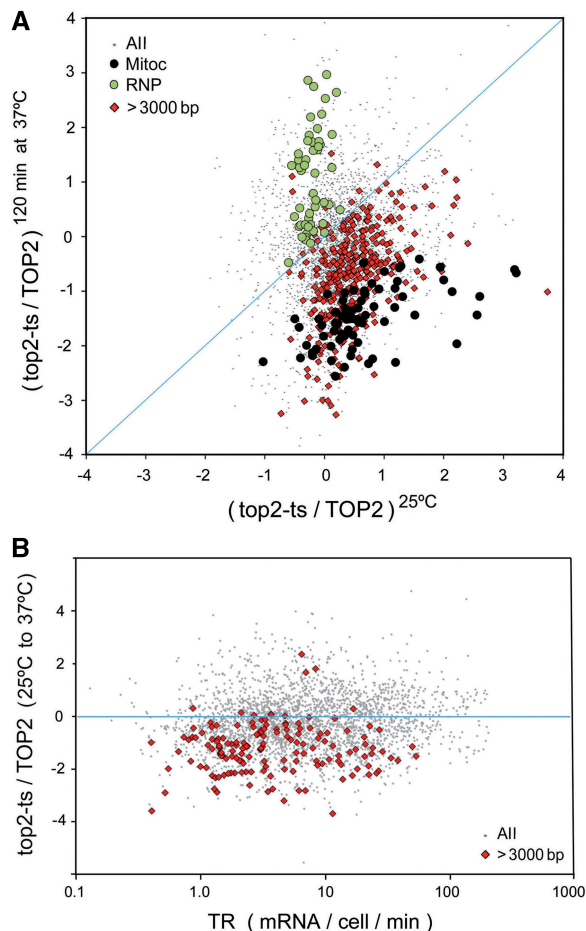 A
4
3
2
1
0
-1
-2
-3
-4
All
Mitoc
RNP
> 3000 bp
(top2-ts / TOP2) 120 min at 37ºC
-4
-3
-2
-1
0
1
2
3
4
( top2-ts / TOP2 ) 25ºC
B
4
2
0
-2
-4
top2-ts / TOP2 (25ºC to 37ºC)
All
> 3000 bp
0.1
1.0
10
100
1000
TR ( mRNA / cell / min )